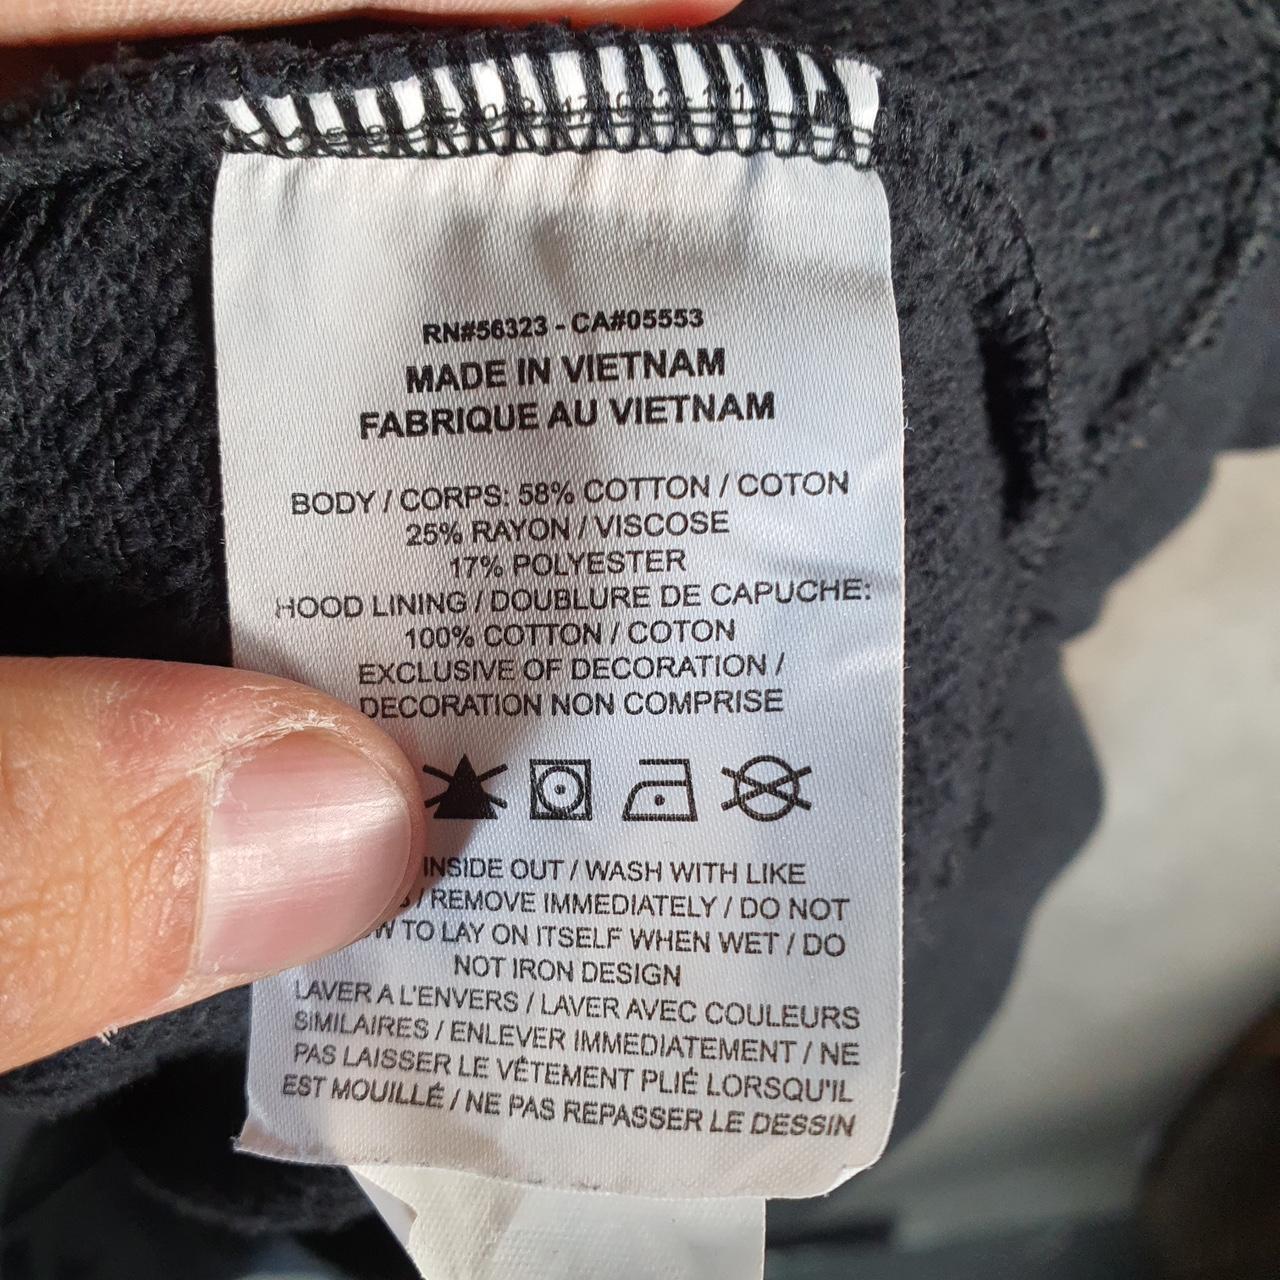 RN#56323 - CA#05553
MADE IN VIETNAM
FABRIQUE AU VIETNAM
BODY / CORPS: 58% COTTON / COTON
25% RAYON / VISCOSE
17% POLYESTER
HOOD LINING / DOUBLURE DE CAPUCHE:
100% COTTON / COTON
EXCLUSIVE OF DECORATION /
DECORATION NON COMPRISE
INSIDE OUT / WASH WITH LIKE
/ REMOVE IMMEDIATELY / DO NOT
TO LAY ON ITSELF WHEN WET / DO
NOT IRON DESIGN
LAVER A L'ENVERS / LAVER AVEC COULEURS
SIMILAIRES / ENLEVER IMMEDIATEMENT / NE
PAS LAISSER LE VÊTEMENT PLIÉ LORSQU'IL
EST MOUILLÉ / NE PAS REPASSER LE DESSIN